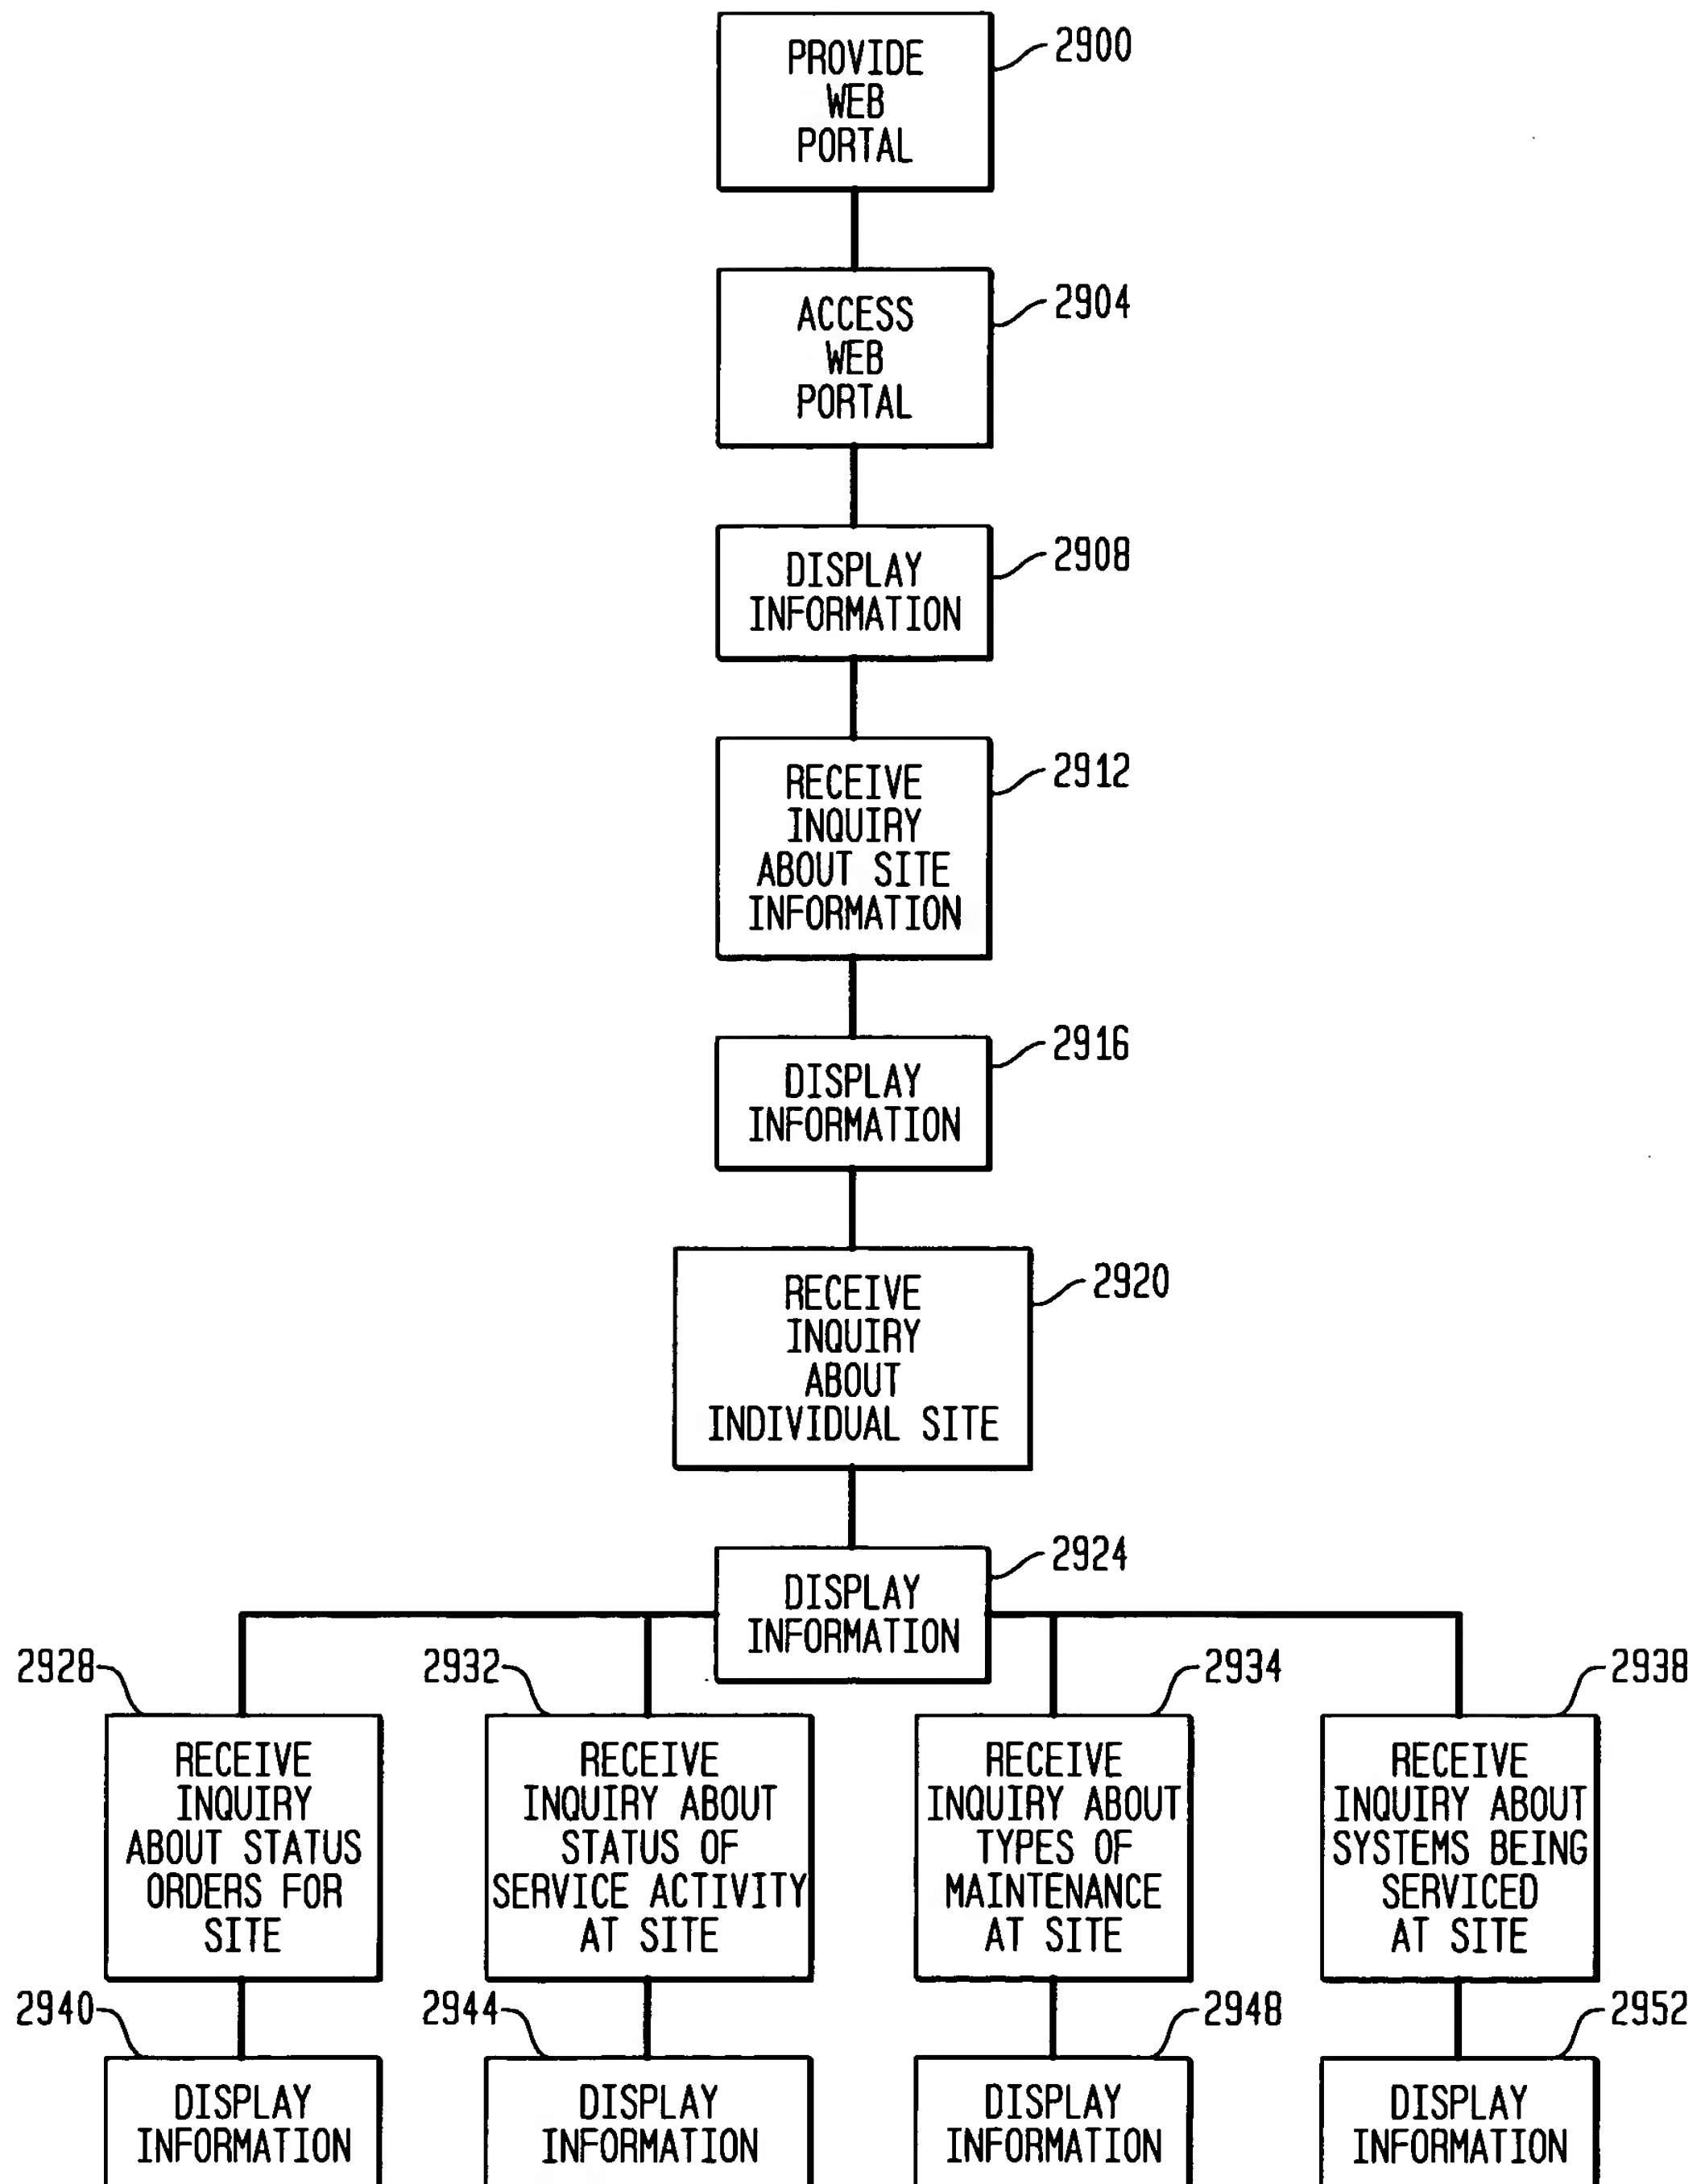 PROVIDE
WEB
PORTAL
2900
ACCESS
WEB
PORTAL
2904
DISPLAY
INFORMATION
2908
RECEIVE
INQUIRY
ABOUT SITE
INFORMATION
2912
DISPLAY
INFORMATION
2916
RECEIVE
INQUIRY
ABOUT
INDIVIDUAL SITE
2920
DISPLAY
INFORMATION
2924
2928
RECEIVE
INQUIRY
ABOUT STATUS
ORDERS FOR
SITE
2932
RECEIVE
INQUIRY ABOUT
STATUS OF
SERVICE ACTIVITY
AT SITE
2934
RECEIVE
INQUIRY ABOUT
TYPES OF
MAINTENANCE
AT SITE
2938
RECEIVE
INQUIRY ABOUT
SYSTEMS BEING
SERVICED
AT SITE
2940
DISPLAY
INFORMATION
2944
DISPLAY
INFORMATION
2948
DISPLAY
INFORMATION
2952
DISPLAY
INFORMATION